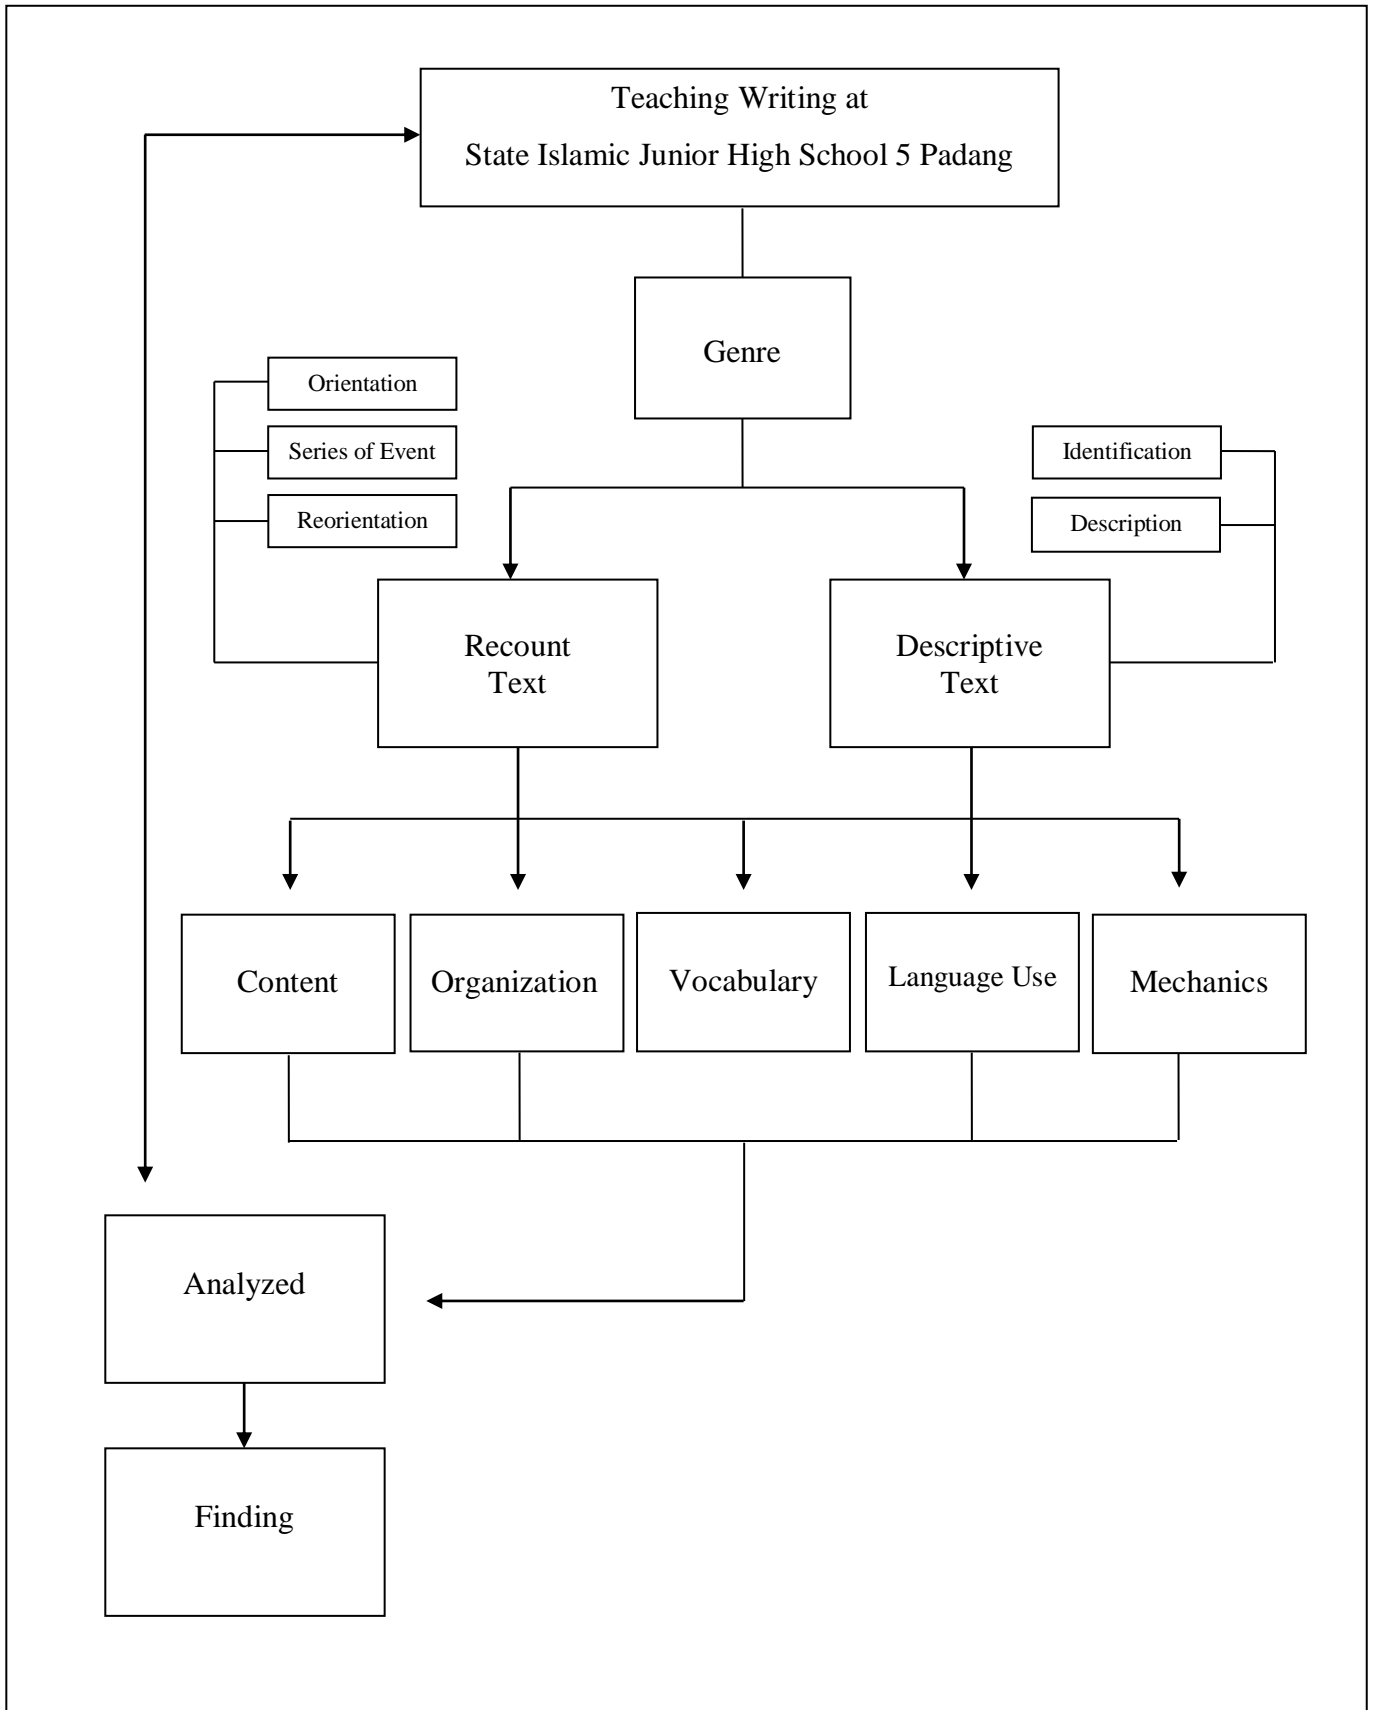 Teaching Writing at
State Islamic Junior High School 5 Padang
Genre
Orientation
Series of Event
Reorientation
Identification
Description
Recount
Text
Descriptive
Text
Content
Organization
Vocabulary
Language Use
Mechanics
Analyzed
Finding